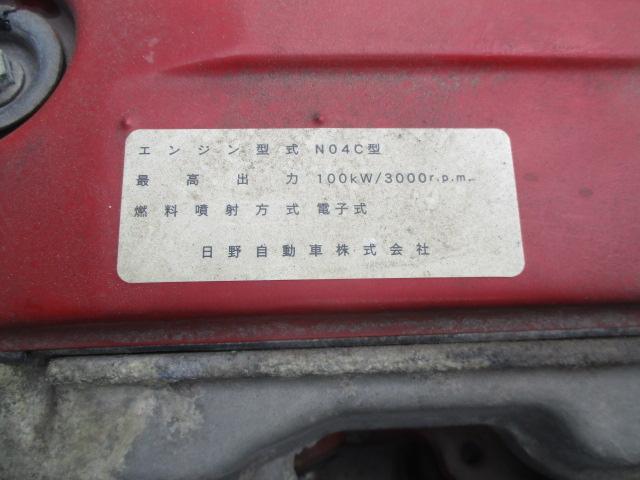 エンジン型式 N04C型
最高出力 100kW/3000r.p.m.
燃料噴射方式 電子式
日野自動車株式会社